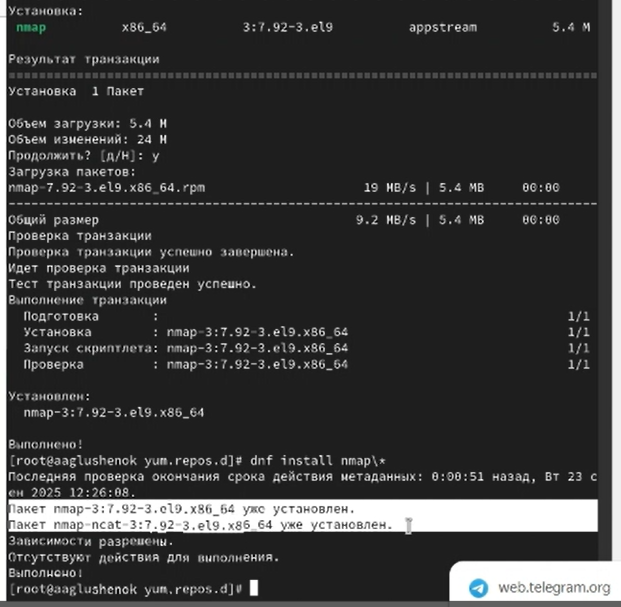 Установка:
nmap x86_64 3:7.92-3.el9 appstream 5.4 M
Результат транзакции
Установка 1 Пакет
Объем загрузки: 5.4 M
Объем изменений: 24 M
Продолжить? [д/Н]: y
Загрузка пакетов:
nmap-7.92-3.el9.x86_64.rpm 19 MB/s | 5.4 MB 00:00
Общий размер 9.2 MB/s | 5.4 MB 00:00
Проверка транзакции
Проверка транзакции успешно завершена.
Идет проверка транзакции
Тест транзакции проведен успешно.
Выполнение транзакции
Подготовка : 1/1
Установка : nmap-3:7.92-3.el9.x86_64 1/1
Запуск скриптлета: nmap-3:7.92-3.el9.x86_64 1/1
Проверка : nmap-3:7.92-3.el9.x86_64 1/1
Установлен:
nmap-3:7.92-3.el9.x86_64
Выполнено!
[root@aaglushenok yum.repos.d]# dnf install nmap\*
Последняя проверка окончания срока действия метаданных: 0:00:51 назад, Вт 23 с
ен 2025 12:26:08.
Пакет nmap-3:7.92-3.el9.x86_64 уже установлен.
Пакет nmap-ncat-3:7.92-3.el9.x86_64 уже установлен.
Зависимости разрешены.
Отсутствуют действия для выполнения.
Выполнено!
[root@aaglushenok yum.repos.d]#
web.telegram.org